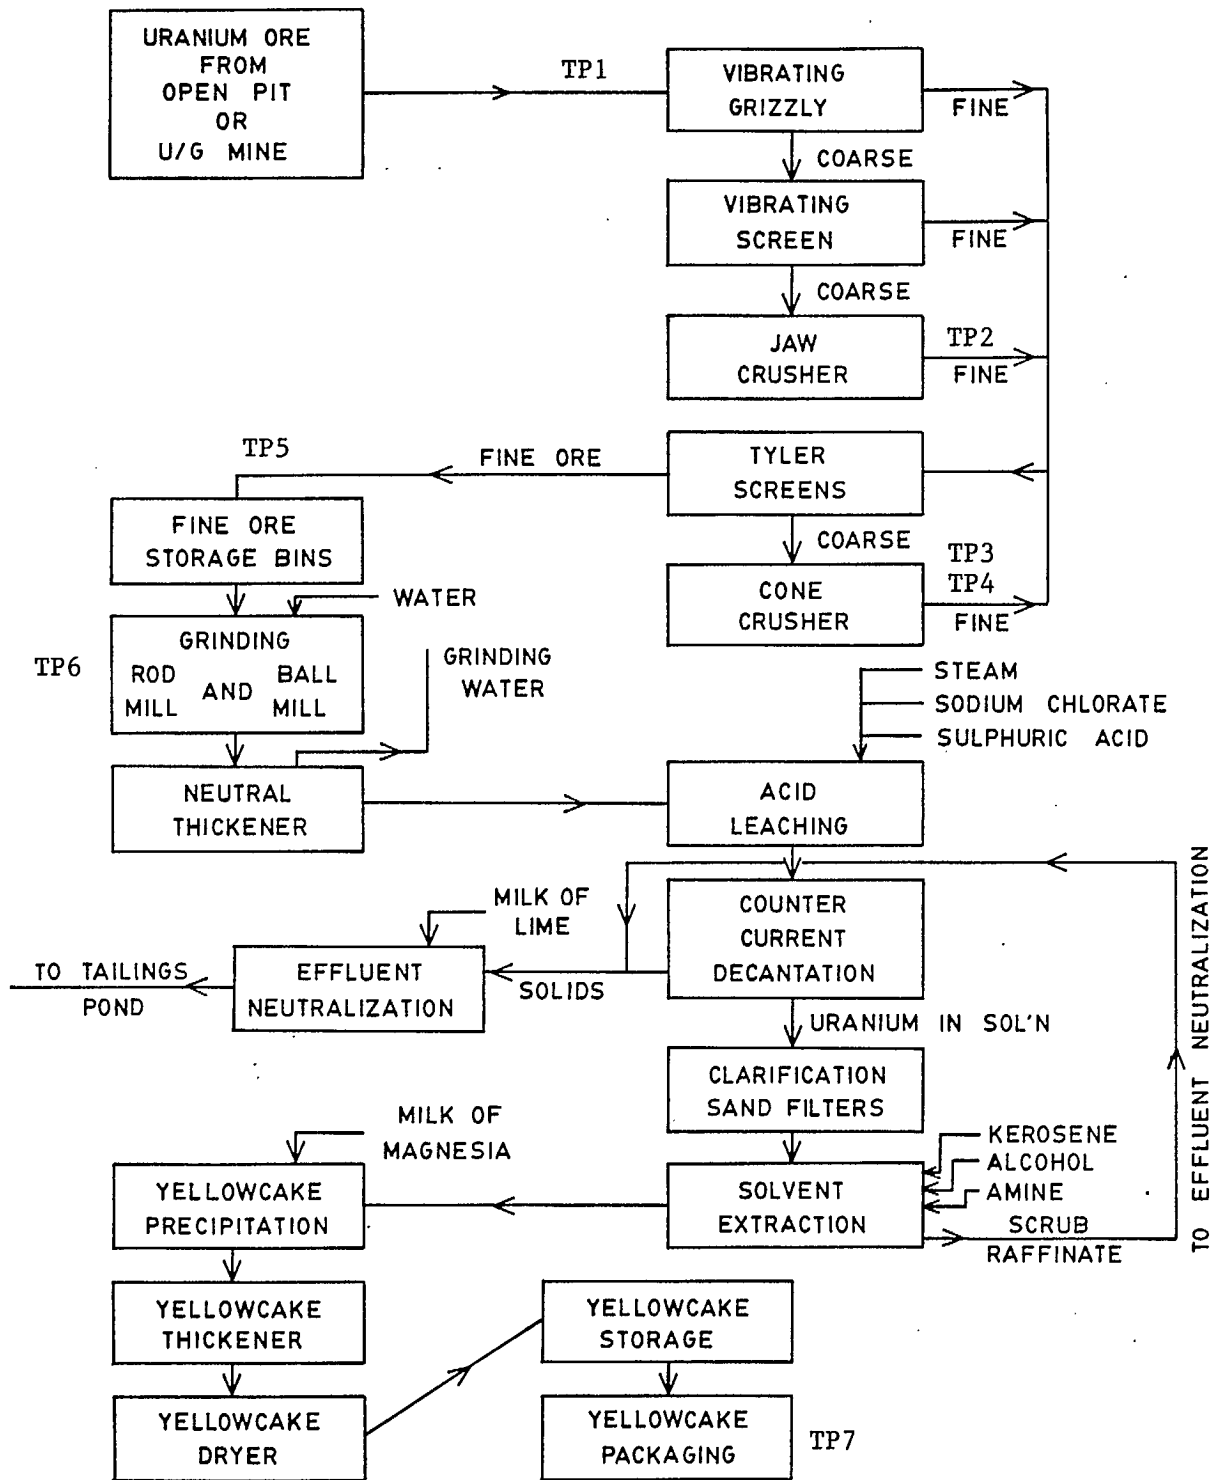 URANIUM ORE
FROM
OPEN PIT
OR
U/G MINE
TP1
VIBRATING
GRIZZLY
FINE
COARSE
VIBRATING
SCREEN
FINE
COARSE
JAW
CRUSHER
TP2
FINE
TP5
FINE ORE
TYLER
SCREENS
FINE ORE
STORAGE BINS
COARSE
TP3
TP4
CONE
CRUSHER
FINE
WATER
TP6
GRINDING
ROD
MILL
AND
BALL
MILL
GRINDING
WATER
STEAM
SODIUM CHLORATE
SULPHURIC ACID
NEUTRAL
THICKENER
ACID
LEACHING
MILK OF
LIME
COUNTER
CURRENT
DECANTATION
TO TAILINGS
POND
EFFLUENT
NEUTRALIZATION
SOLIDS
URANIUM IN SOL'N
CLARIFICATION
SAND FILTERS
TO EFFLUENT NEUTRALIZATION
MILK OF
MAGNESIA
KEROSENE
ALCOHOL
AMINE
YELLOWCAKE
PRECIPITATION
SOLVENT
EXTRACTION
SCRUB
RAFFINATE
YELLOWCAKE
THICKENER
YELLOWCAKE
STORAGE
YELLOWCAKE
DRYER
YELLOWCAKE
PACKAGING
TP7